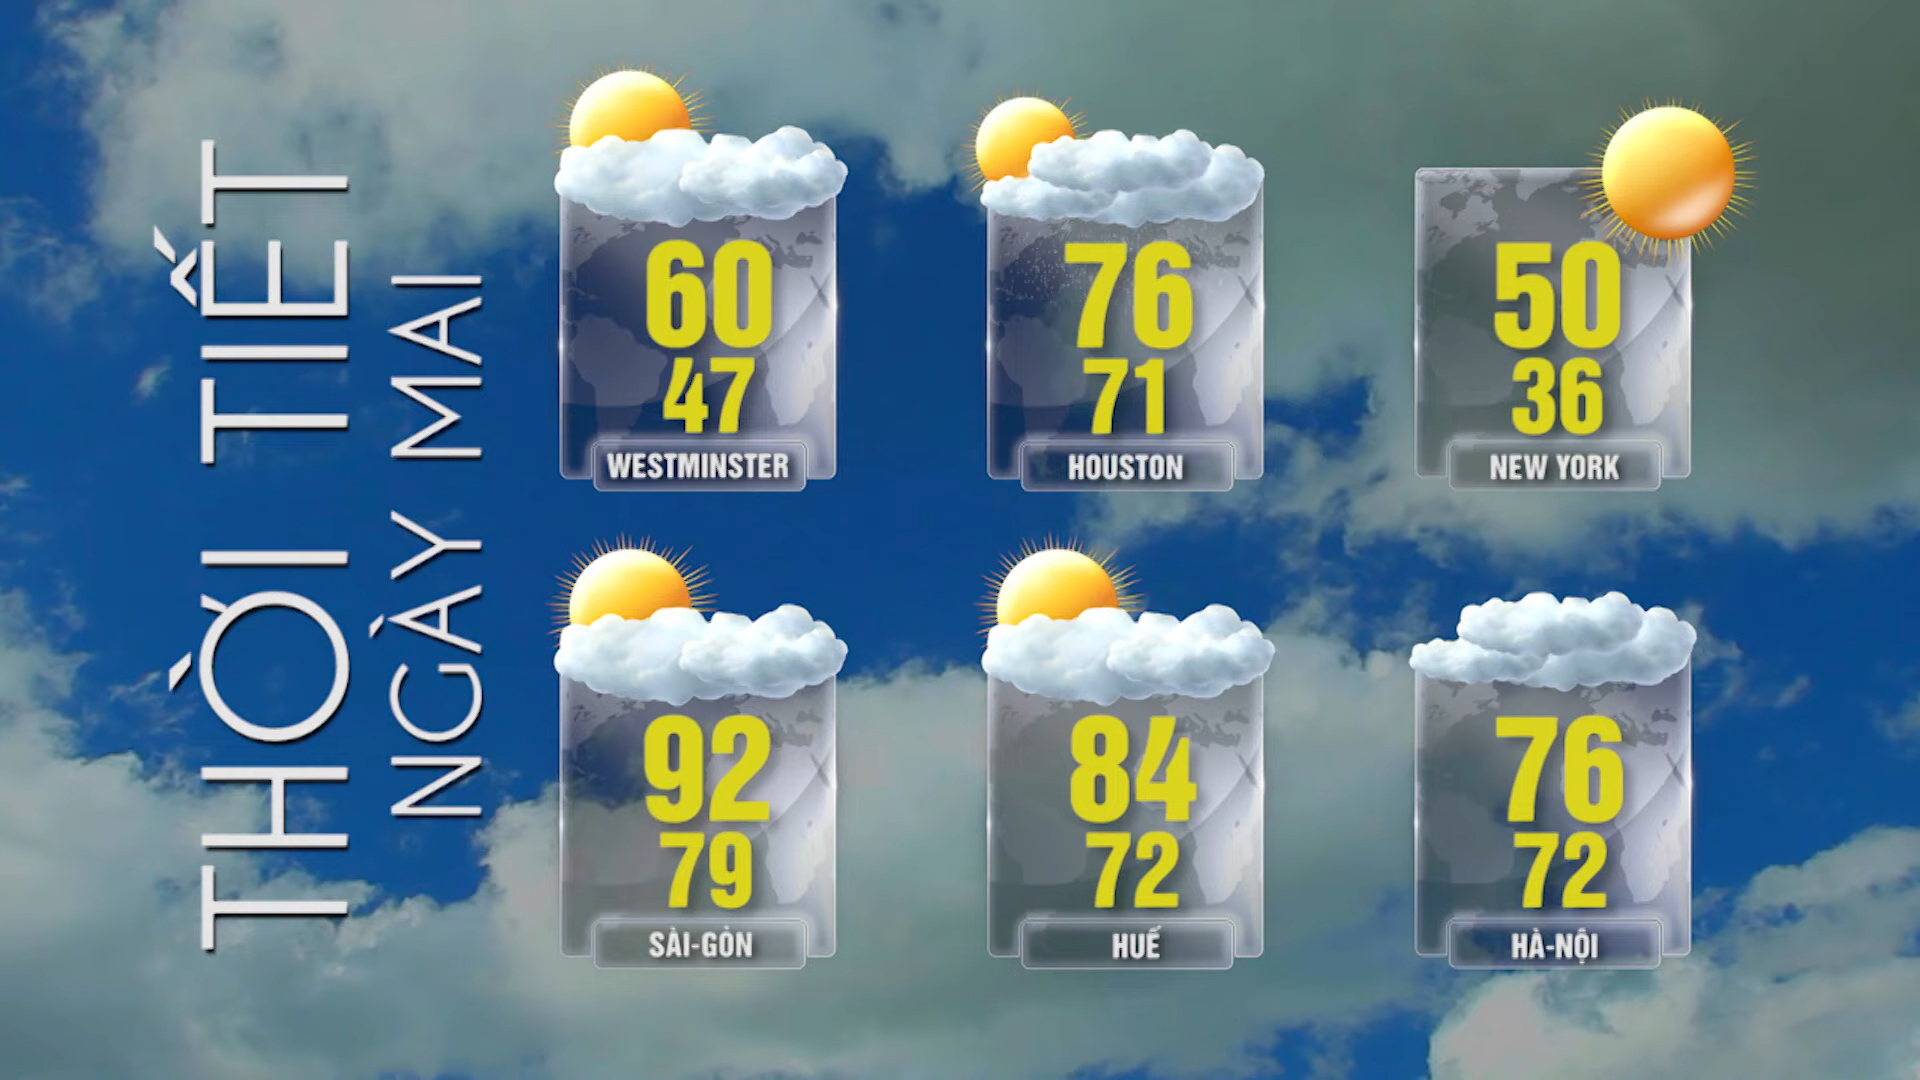 THỜI TIẾT
NGÀY MAI
60
47
WESTMINSTER
76
71
HOUSTON
50
36
NEW YORK
92
79
SÀI-GÒN
84
72
HUẾ
76
72
HÀ-NỘI